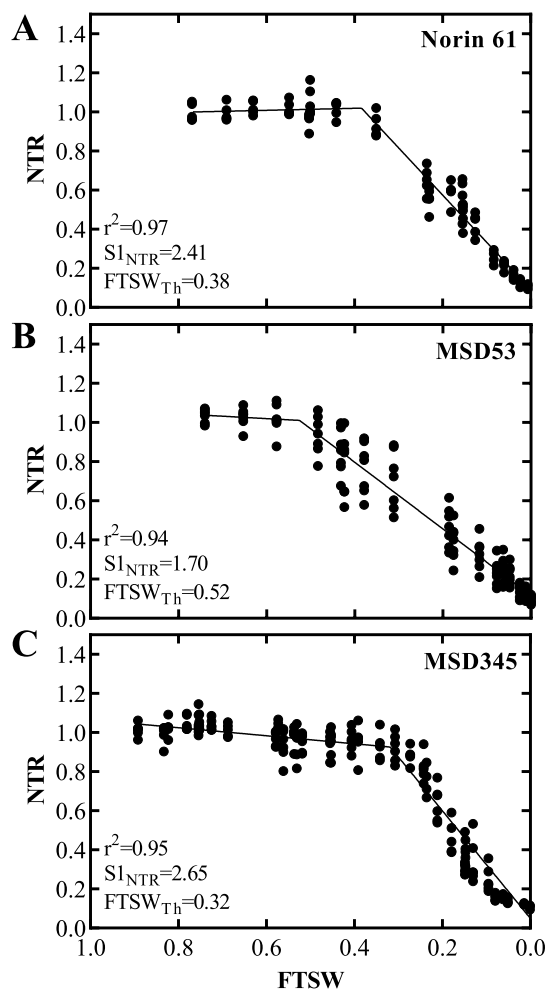 A
Norin 61
1.4
1.2
1.0
0.8
0.6
0.4
0.2
0.0
NTR
r²=0.97
S1NTR=2.41
FTSWTh=0.38
B
MSD53
1.4
1.2
1.0
0.8
0.6
0.4
0.2
0.0
NTR
r²=0.94
S1NTR=1.70
FTSWTh=0.52
C
MSD345
1.4
1.2
1.0
0.8
0.6
0.4
0.2
0.0
NTR
r²=0.95
S1NTR=2.65
FTSWTh=0.32
1.0 0.8 0.6 0.4 0.2 0.0
FTSW